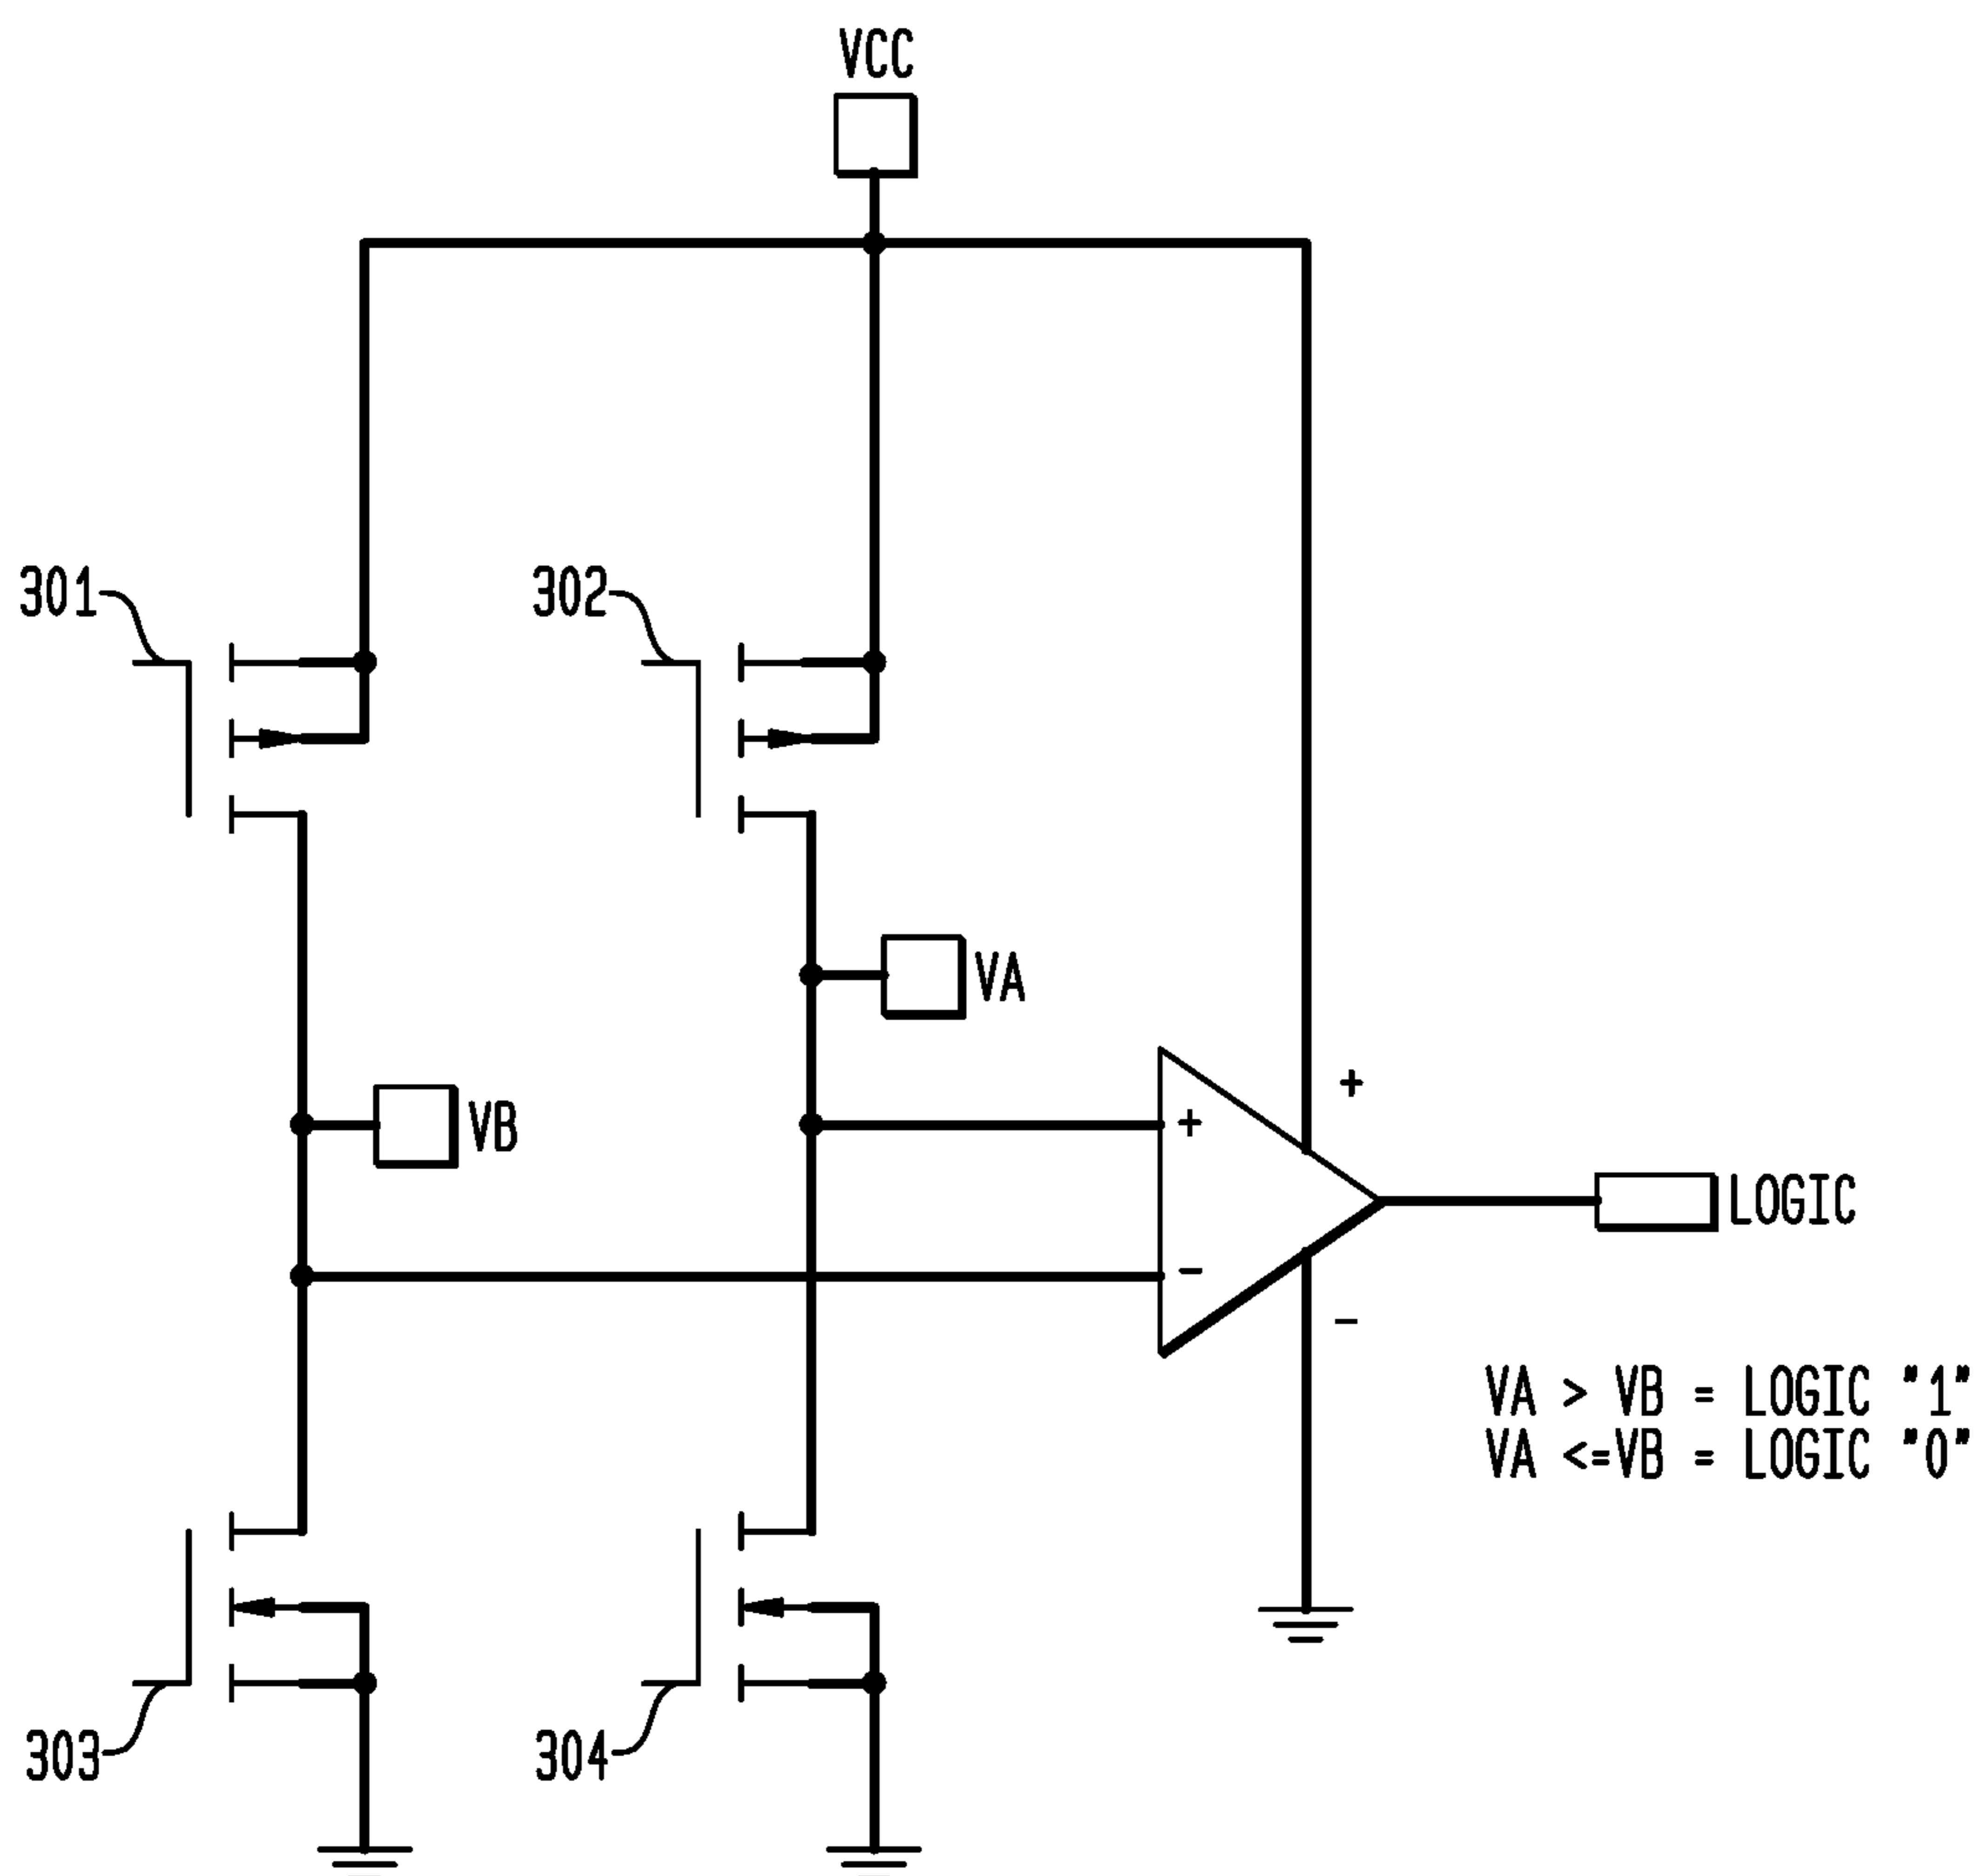 VCC
301
302
VA
VB
+
+
-
-
LOGIC
VA > VB = LOGIC "1"
VA <=VB = LOGIC "0"
303
304